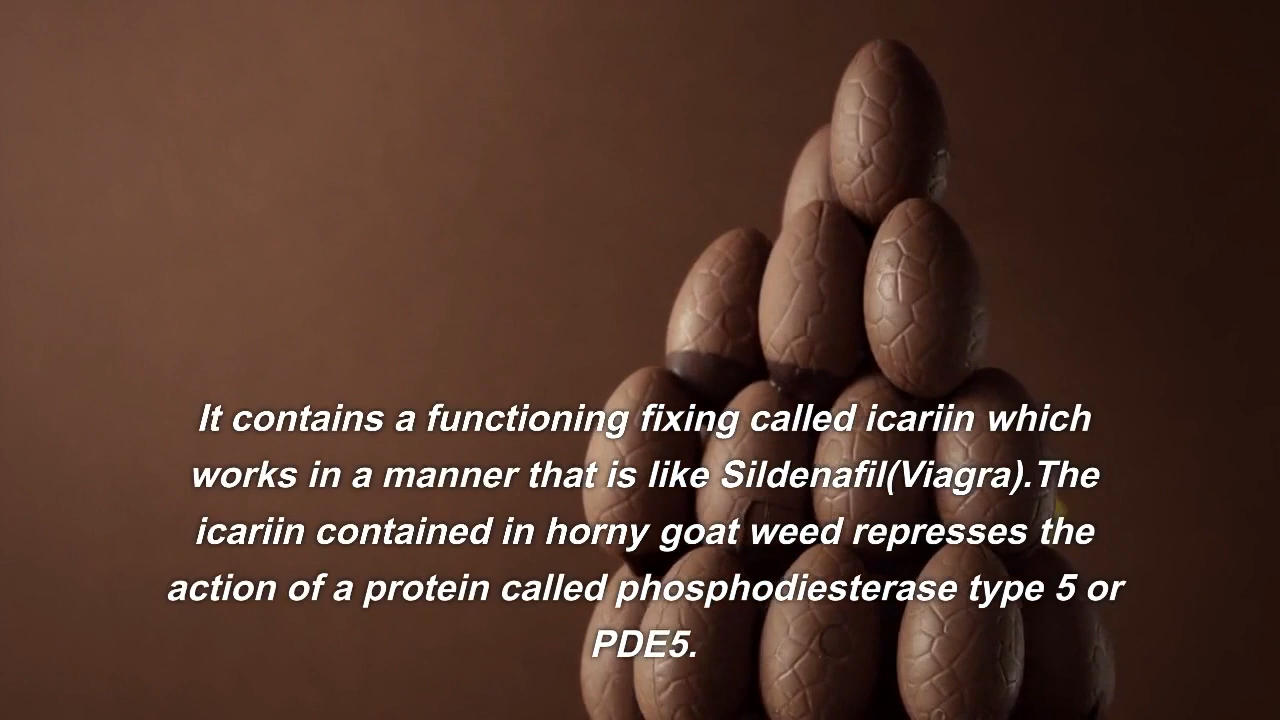 It contains a functioning fixing called icariin which
works in a manner that is like Sildenafil(Viagra).The
icariin contained in horny goat weed represses the
action of a protein called phosphodiesterase type 5 or
PDE5.